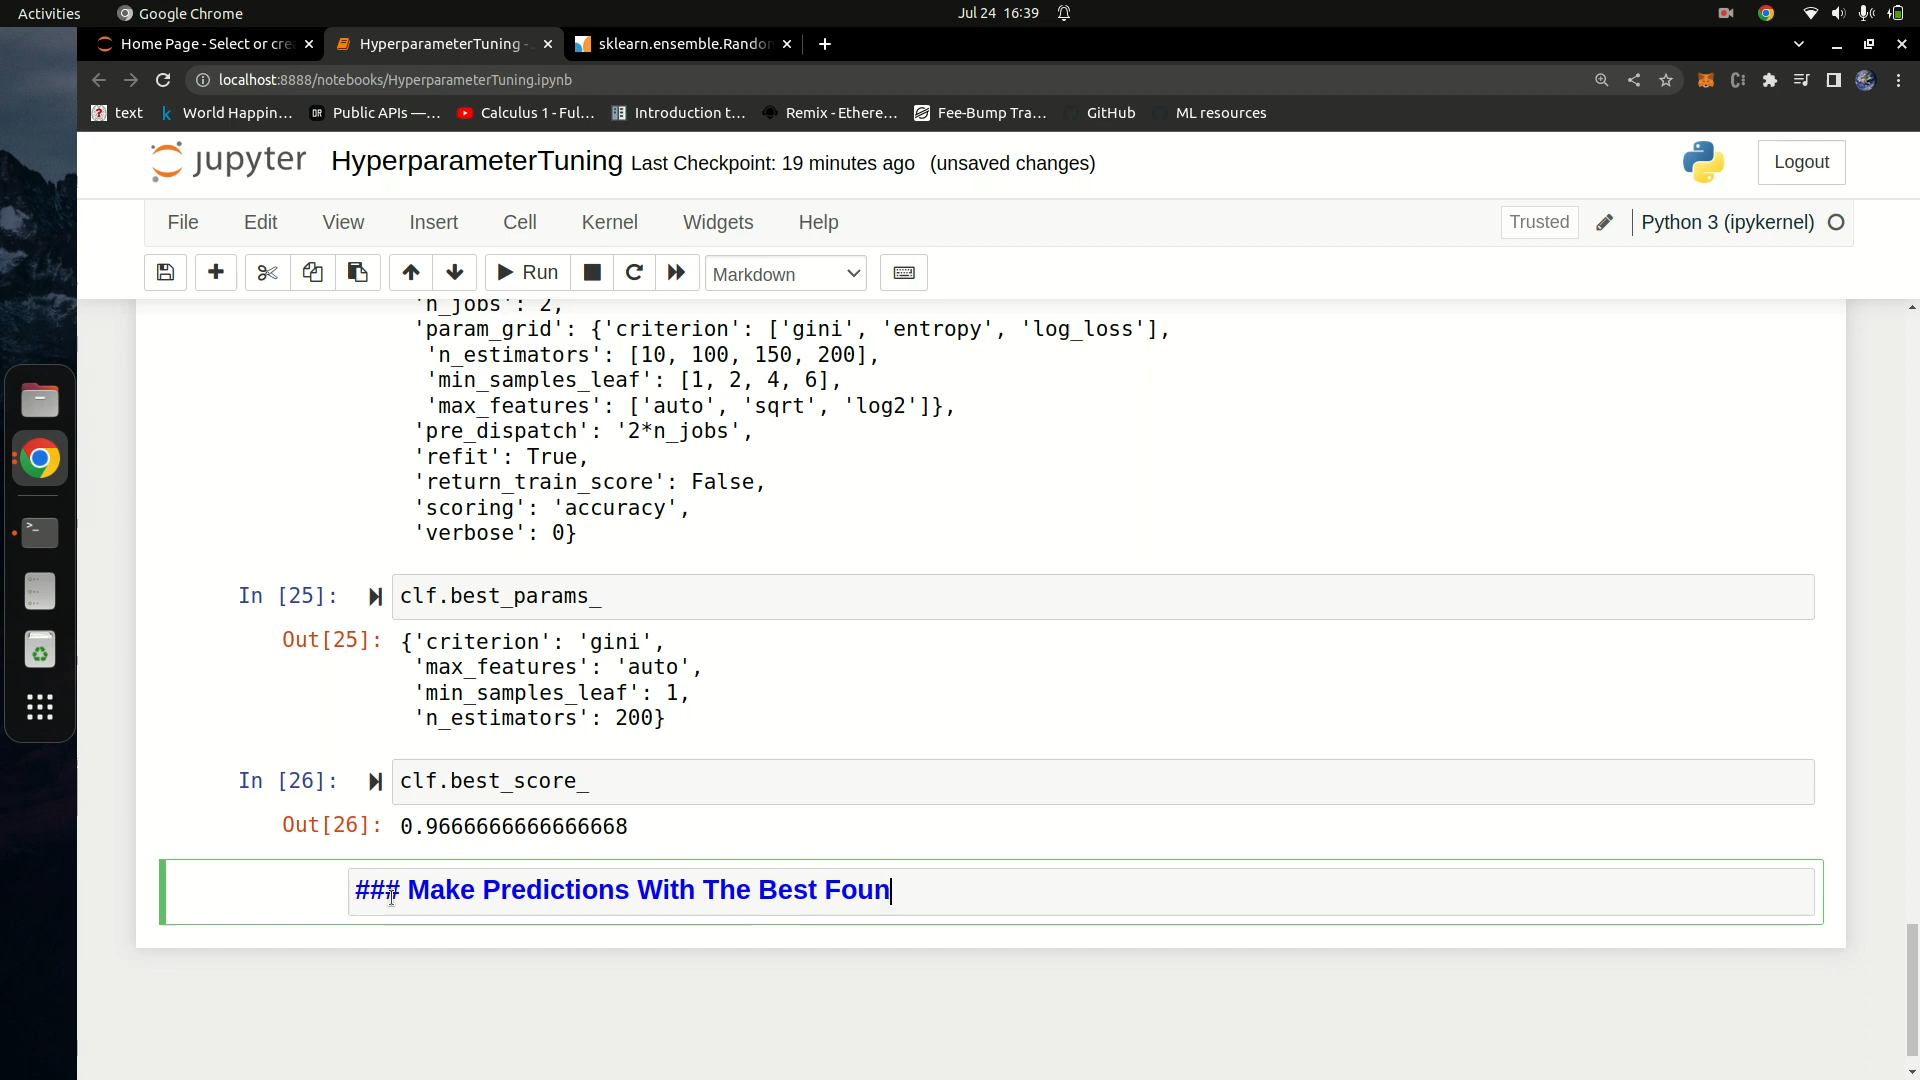 Activities
Google Chrome
Jul 24 16:39
Home Page - Select or cre
HyperparameterTuning -
sklearn.ensemble.Rando
localhost:8888/notebooks/HyperparameterTuning.ipynb
text
World Happin...
Public APIs —...
Calculus 1 - Ful...
Introduction t...
Remix - Ethere...
Fee-Bump Tra...
GitHub
ML resources
jupyter HyperparameterTuning Last Checkpoint: 19 minutes ago (unsaved changes)
Logout
File Edit View Insert Cell Kernel Widgets Help
Trusted
Python 3 (ipykernel)
Run
Markdown
'n_jobs': 2,
'param_grid': {'criterion': ['gini', 'entropy', 'log_loss'],
'n_estimators': [10, 100, 150, 200],
'min_samples_leaf': [1, 2, 4, 6],
'max_features': ['auto', 'sqrt', 'log2']},
'pre_dispatch': '2*n_jobs',
'refit': True,
'return_train_score': False,
'scoring': 'accuracy',
'verbose': 0}
In [25]: clf.best_params_
Out[25]: {'criterion': 'gini',
'max_features': 'auto',
'min_samples_leaf': 1,
'n_estimators': 200}
In [26]: clf.best_score_
Out[26]: 0.9666666666666668
### Make Predictions With The Best Foun